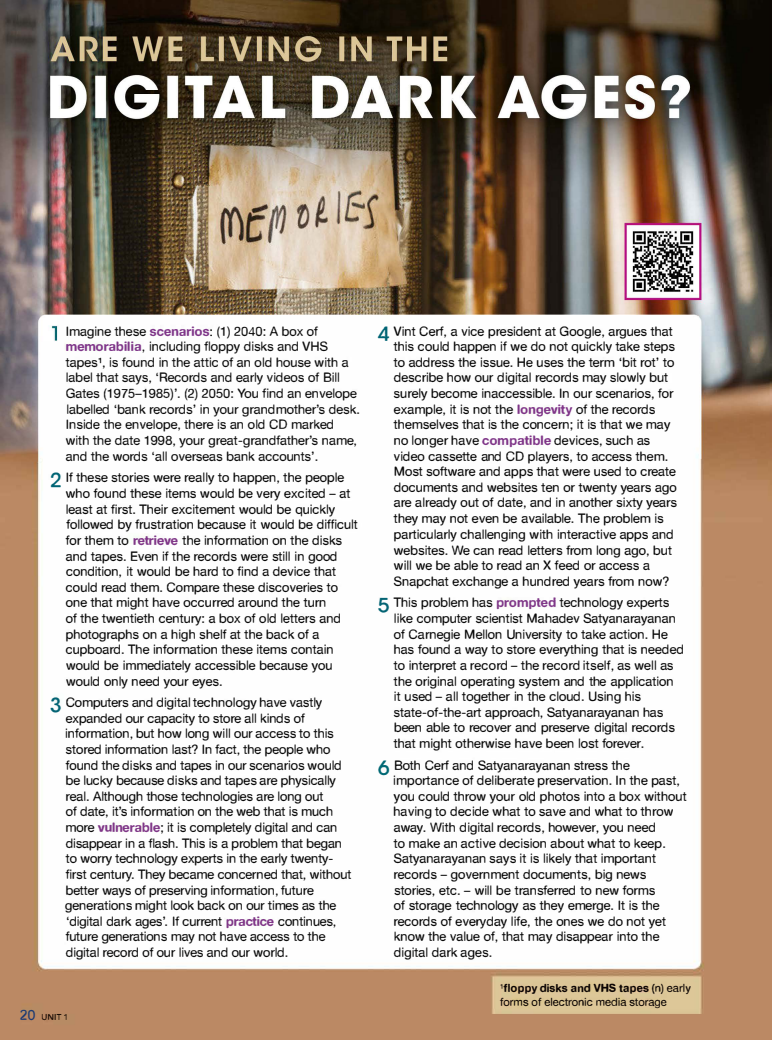 ARE WE LIVING IN THE
DIGITAL DARK AGES?
MEMORIES
1 Imagine these scenarios: (1) 2040: A box of
memorabilia, including floppy disks and VHS
tapes¹, is found in the attic of an old house with a
label that says, ‘Records and early videos of Bill
Gates (1975–1985)’. (2) 2050: You find an envelope
labelled ‘bank records’ in your grandmother’s desk.
Inside the envelope, there is an old CD marked
with the date 1998, your great-grandfather’s name,
and the words ‘all overseas bank accounts’.
2 If these stories were really to happen, the people
who found these items would be very excited – at
least at first. Their excitement would be quickly
followed by frustration because it would be difficult
for them to retrieve the information on the disks
and tapes. Even if the records were still in good
condition, it would be hard to find a device that
could read them. Compare these discoveries to
one that might have occurred around the turn
of the twentieth century: a box of old letters and
photographs on a high shelf at the back of a
cupboard. The information these items contain
would be immediately accessible because you
would only need your eyes.
3 Computers and digital technology have vastly
expanded our capacity to store all kinds of
information, but how long will our access to this
stored information last? In fact, the people who
found the disks and tapes in our scenarios would
be lucky because disks and tapes are physically
real. Although those technologies are long out
of date, it’s information on the web that is much
more vulnerable; it is completely digital and can
disappear in a flash. This is a problem that began
to worry technology experts in the early twenty-
first century. They became concerned that, without
better ways of preserving information, future
generations might look back on our times as the
‘digital dark ages’. If current practice continues,
future generations may not have access to the
digital record of our lives and our world.
4 Vint Cerf, a vice president at Google, argues that
this could happen if we do not quickly take steps
to address the issue. He uses the term ‘bit rot’ to
describe how our digital records may slowly but
surely become inaccessible. In our scenarios, for
example, it is not the longevity of the records
themselves that is the concern; it is that we may
no longer have compatible devices, such as
video cassette and CD players, to access them.
Most software and apps that were used to create
documents and websites ten or twenty years ago
are already out of date, and in another sixty years
they may not even be available. The problem is
particularly challenging with interactive apps and
websites. We can read letters from long ago, but
will we be able to read an X feed or access a
Snapchat exchange a hundred years from now?
5 This problem has prompted technology experts
like computer scientist Mahadev Satyanarayanan
of Carnegie Mellon University to take action. He
has found a way to store everything that is needed
to interpret a record – the record itself, as well as
the original operating system and the application
it used – all together in the cloud. Using his
state-of-the-art approach, Satyanarayanan has
been able to recover and preserve digital records
that might otherwise have been lost forever.
6 Both Cerf and Satyanarayanan stress the
importance of deliberate preservation. In the past,
you could throw your old photos into a box without
having to decide what to save and what to throw
away. With digital records, however, you need
to make an active decision about what to keep.
Satyanarayanan says it is likely that important
records – government documents, big news
stories, etc. – will be transferred to new forms
of storage technology as they emerge. It is the
records of everyday life, the ones we do not yet
know the value of, that may disappear into the
digital dark ages.
¹floppy disks and VHS tapes (n) early
forms of electronic media storage
20 UNIT 1